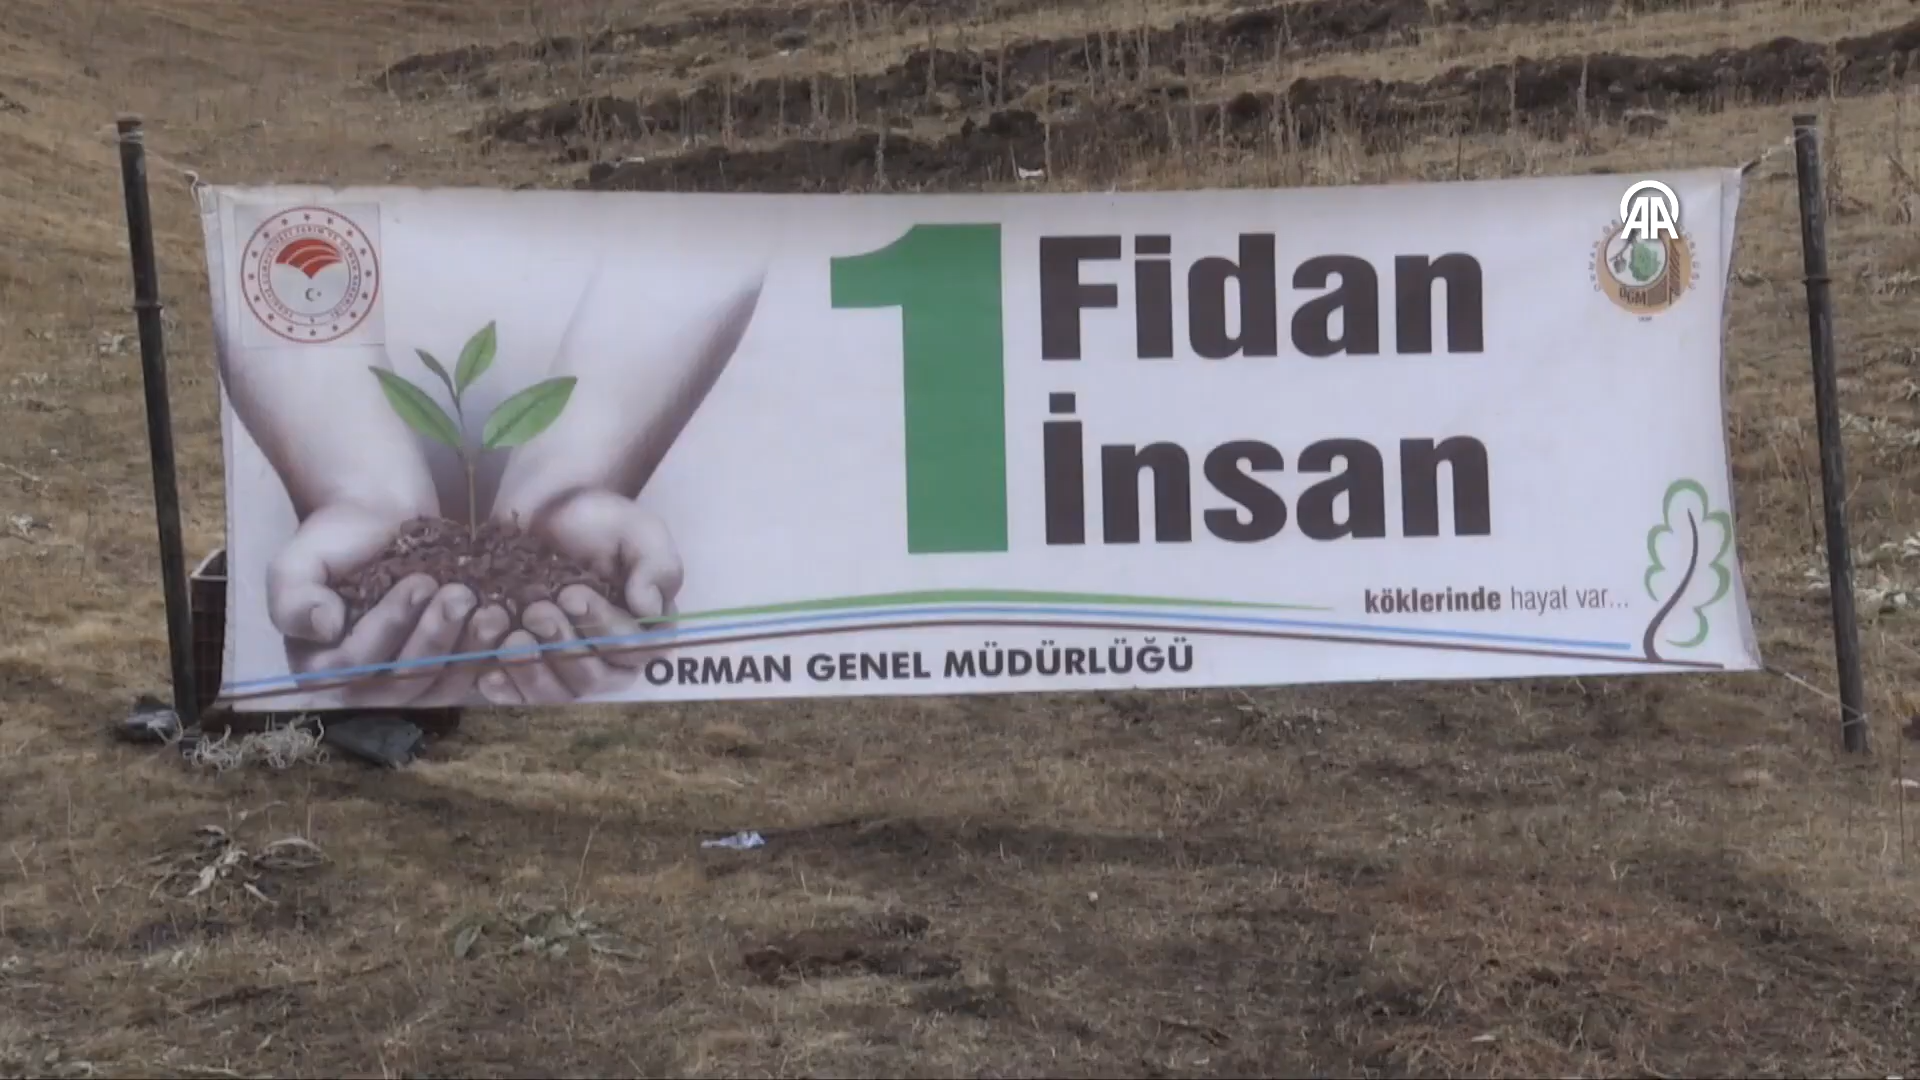 AA
1 Fidan
İnsan
OGM
köklerinde hayat var...
ORMAN GENEL MÜDÜRLÜĞÜ